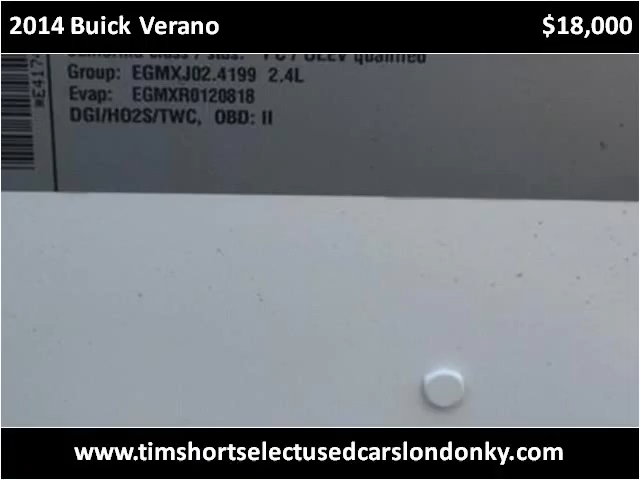 2014 Buick Verano $18,000
qualified
Group: EGMXJ02.4199 2.4L
Evap: EGMXR0120818
DGI/HO2S/TWC, OBD: II
www.timshortselectusedcarslondonky.com